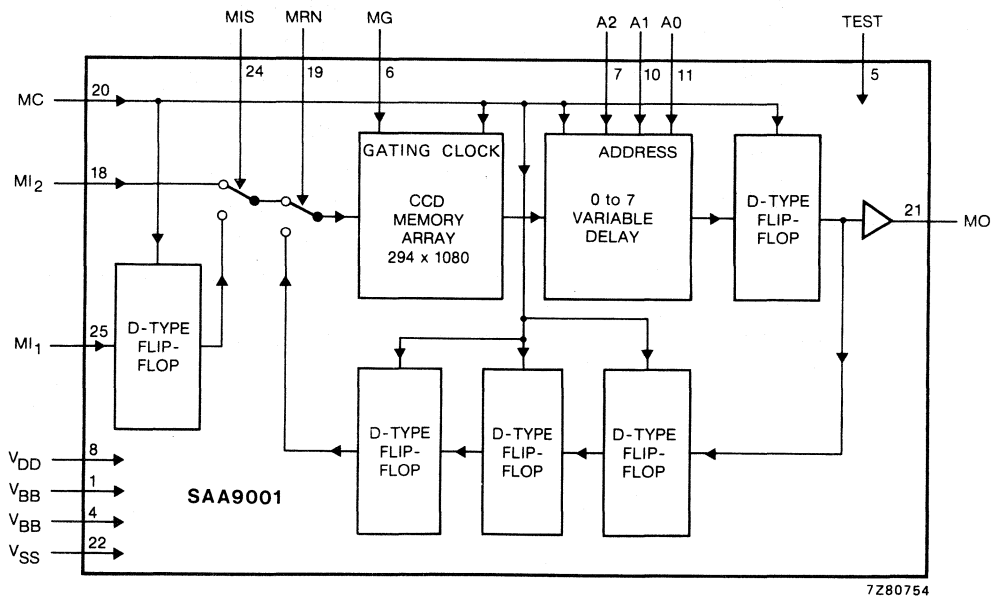 MIS MRN MG A2 A1 A0 TEST
24 19 6 7 10 11 5
MC 20
GATING CLOCK
ADDRESS
MI2 18
CCD
MEMORY
ARRAY
294 x 1080
0 to 7
VARIABLE
DELAY
D-TYPE
FLIP-
FLOP
21 MO
MI1 25
D-TYPE
FLIP-
FLOP
D-TYPE
FLIP-
FLOP
D-TYPE
FLIP-
FLOP
D-TYPE
FLIP-
FLOP
VDD 8
VBB 1
VBB 4
VSS 22
SAA9001
7Z80754